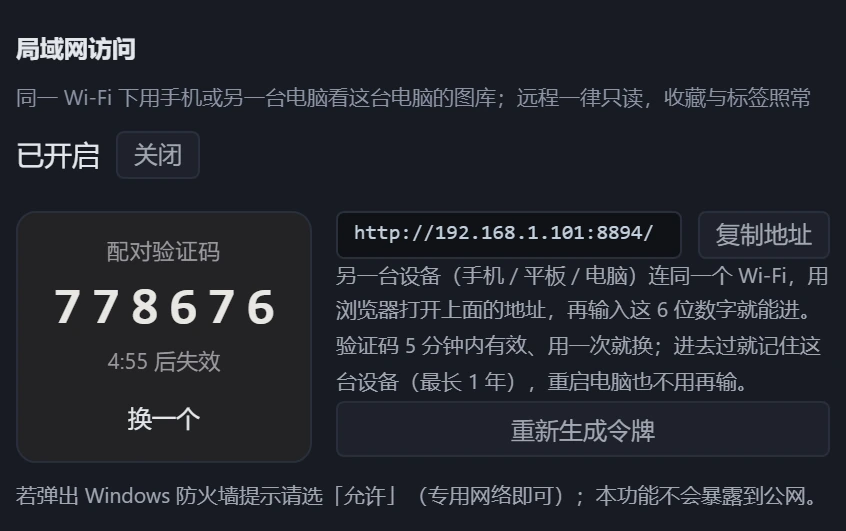 局域网访问
同一 Wi-Fi 下用手机或另一台电脑看这台电脑的图库；远程一律只读，收藏与标签照常
已开启 关闭
配对验证码
778676
4:55 后失效
换一个
http://192.168.1.101:8894/ 复制地址
另一台设备（手机 / 平板 / 电脑）连同一个 Wi-Fi，用
浏览器打开上面的地址，再输入这 6 位数字就能进。
验证码 5 分钟内有效、用一次就换；进去过就记住这
台设备（最长 1 年），重启电脑也不用再输。
重新生成令牌
若弹出 Windows 防火墙提示请选「允许」（专用网络即可）；本功能不会暴露到公网。